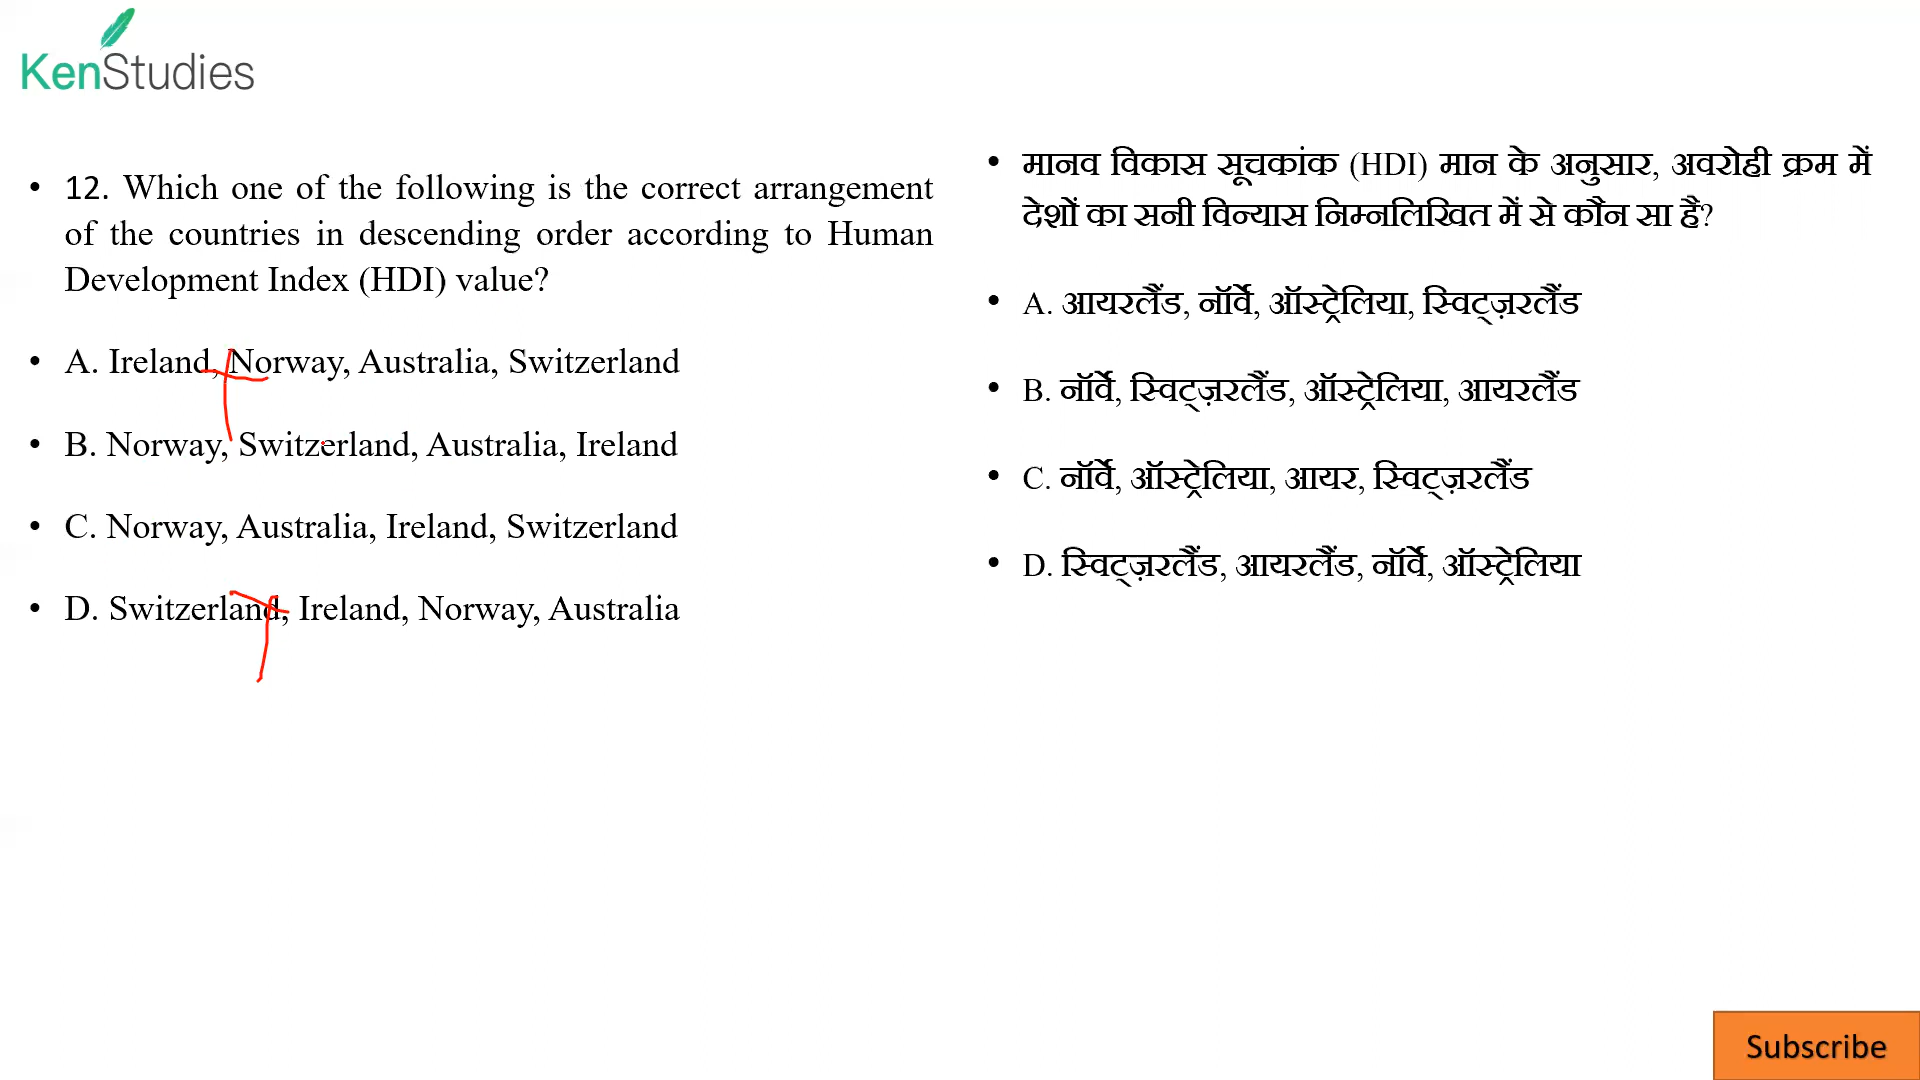 KenStudies
• 12. Which one of the following is the correct arrangement
of the countries in descending order according to Human
Development Index (HDI) value?
• A. Ireland, Norway, Australia, Switzerland
• B. Norway, Switzerland, Australia, Ireland
• C. Norway, Australia, Ireland, Switzerland
• D. Switzerland, Ireland, Norway, Australia
• मानव विकास सूचकांक (HDI) मान के अनुसार, अवरोही क्रम में
देशों का सनी विन्यास निम्नलिखित में से कौन सा है?
• A. आयरलैंड, नॉर्वे, ऑस्ट्रेलिया, स्विट्ज़रलैंड
• B. नॉर्वे, स्विट्ज़रलैंड, ऑस्ट्रेलिया, आयरलैंड
• C. नॉर्वे, ऑस्ट्रेलिया, आयर, स्विट्ज़रलैंड
• D. स्विट्ज़रलैंड, आयरलैंड, नॉर्वे, ऑस्ट्रेलिया
Subscribe